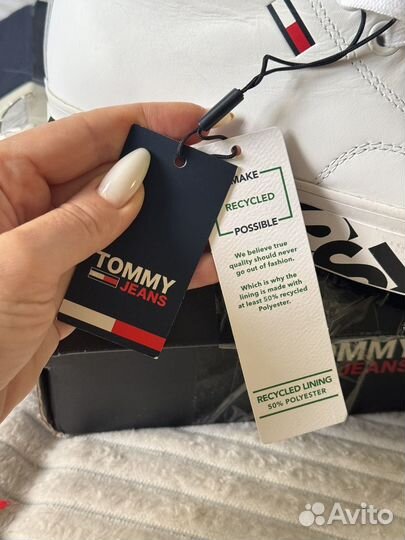 TOMMY
JEANS
MAKE
RECYCLED
POSSIBLE
We believe true
quality should never
go out of fashion.
Which is why the
lining is made with
at least 50% recycled
Polyester.
RECYCLED LINING
50% POLYESTER
TOMMY
JEANS
Avito